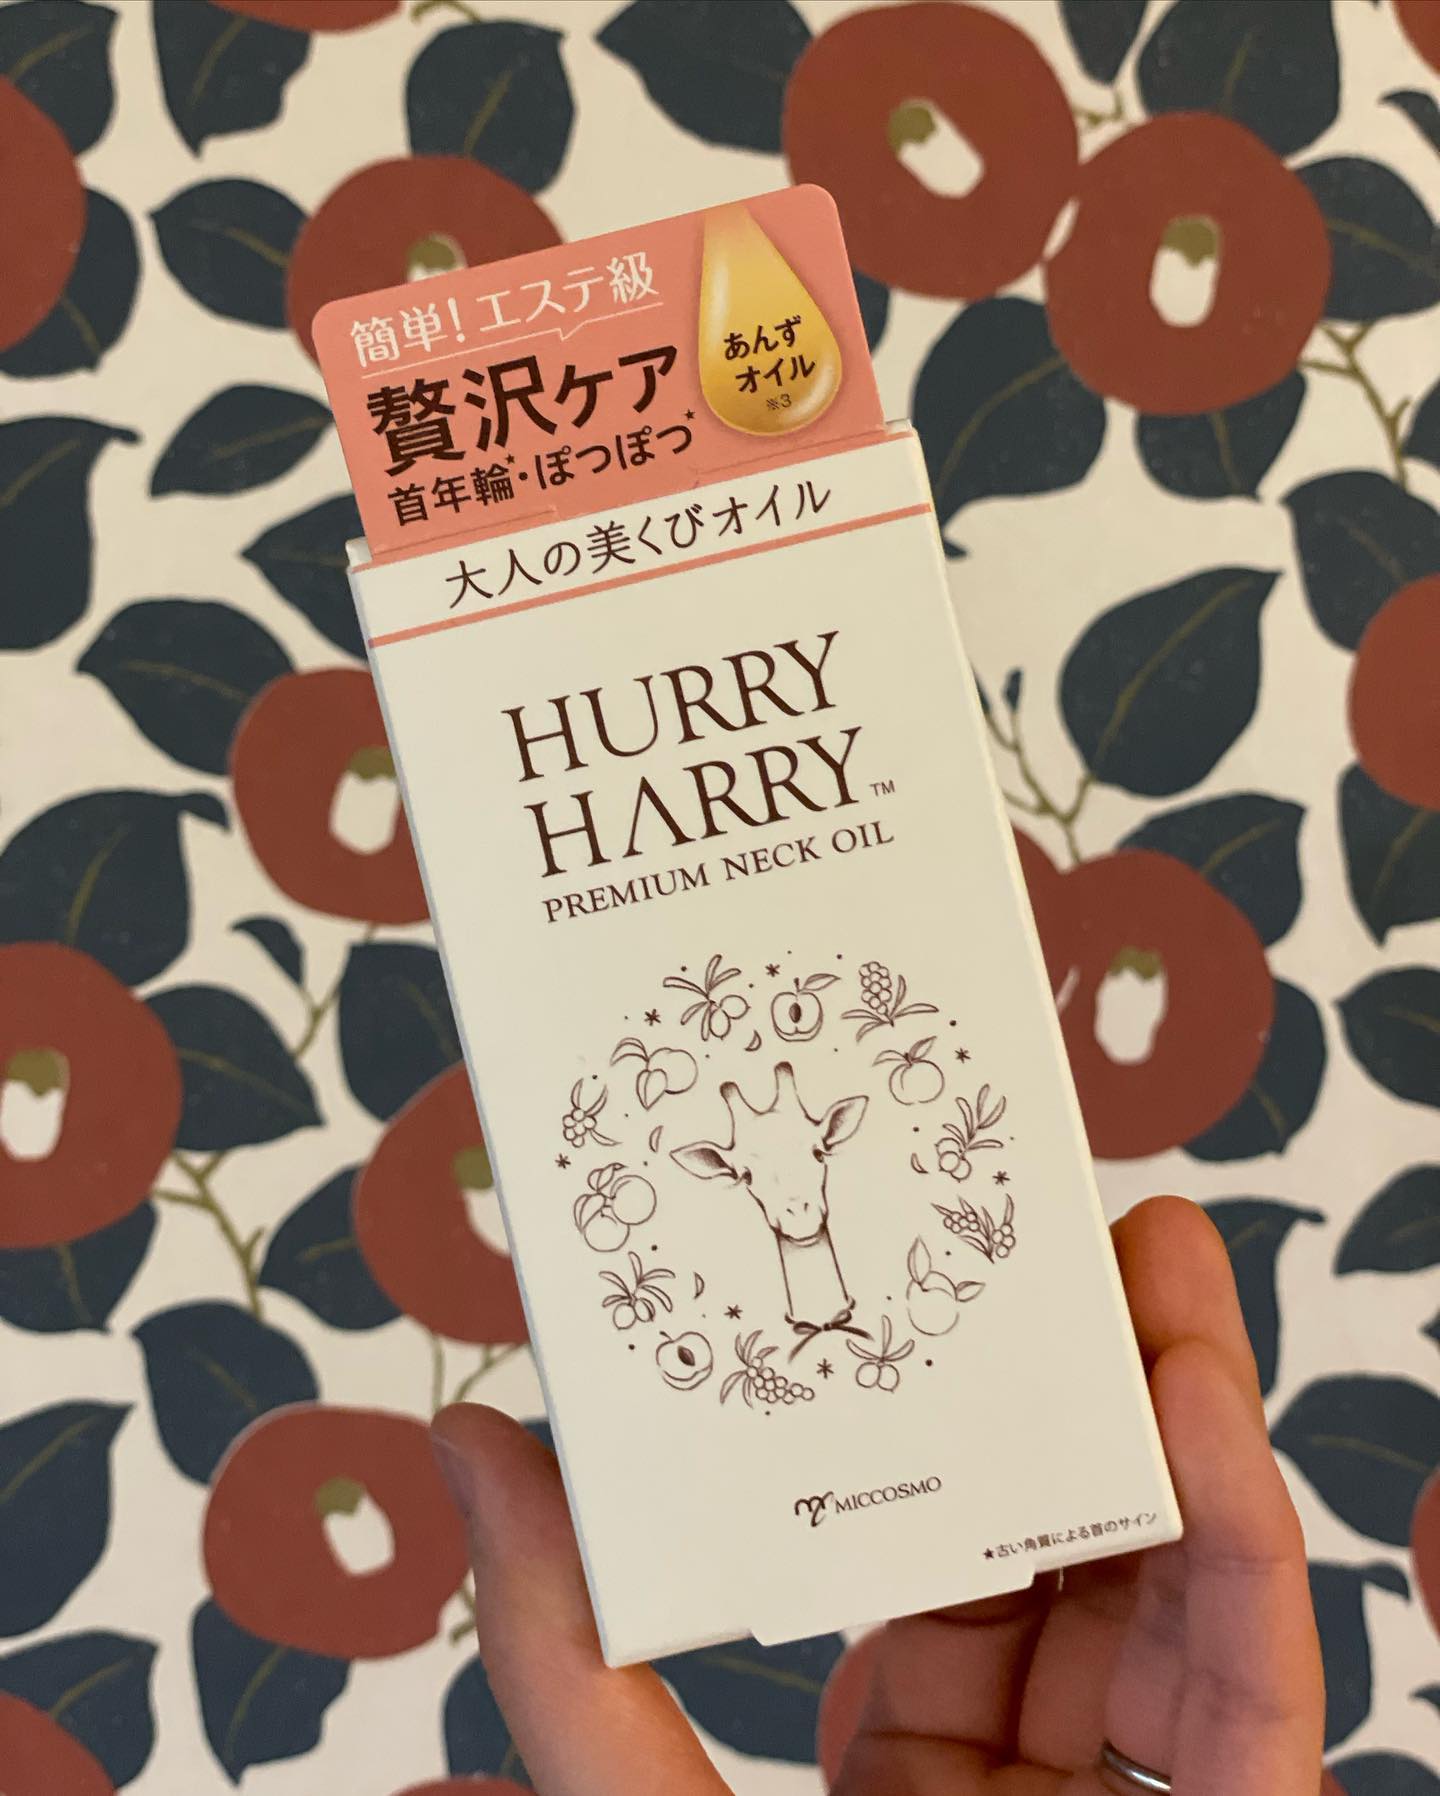 簡単!エステ級
贅沢ケア
首年輪★・ぽつぽつ★
あんず
オイル
※3
大人の美くびオイル
HURRY
HARRY™
PREMIUM NECK OIL
MICCOSMO
★古い角質による首のサイン